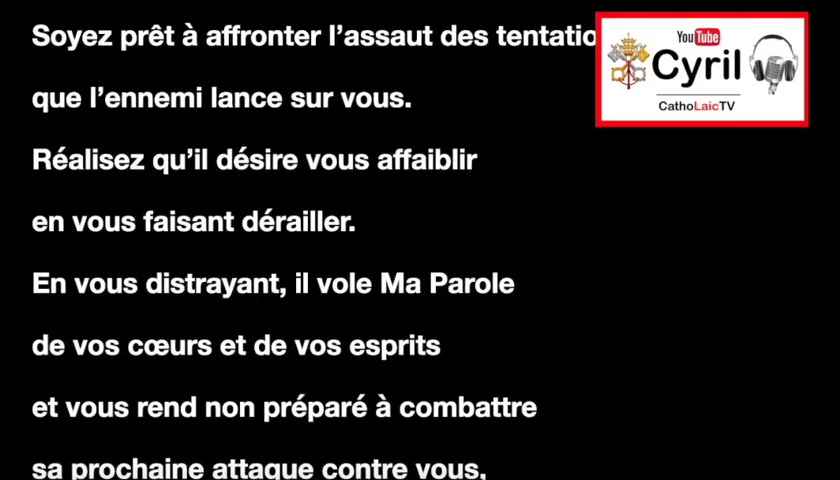 Soyez prêt à affronter l’assaut des
que l’ennemi lance sur vous.
Réalisez qu’il désire vous affaiblir
en vous faisant dérailler.
En vous distrayant, il vole Ma Parole
de vos cœurs et de vos esprits
et vous rend non préparé à combattre
sa prochaine attaque contre vous,
YouTube
Cyril
CathoLaicTV